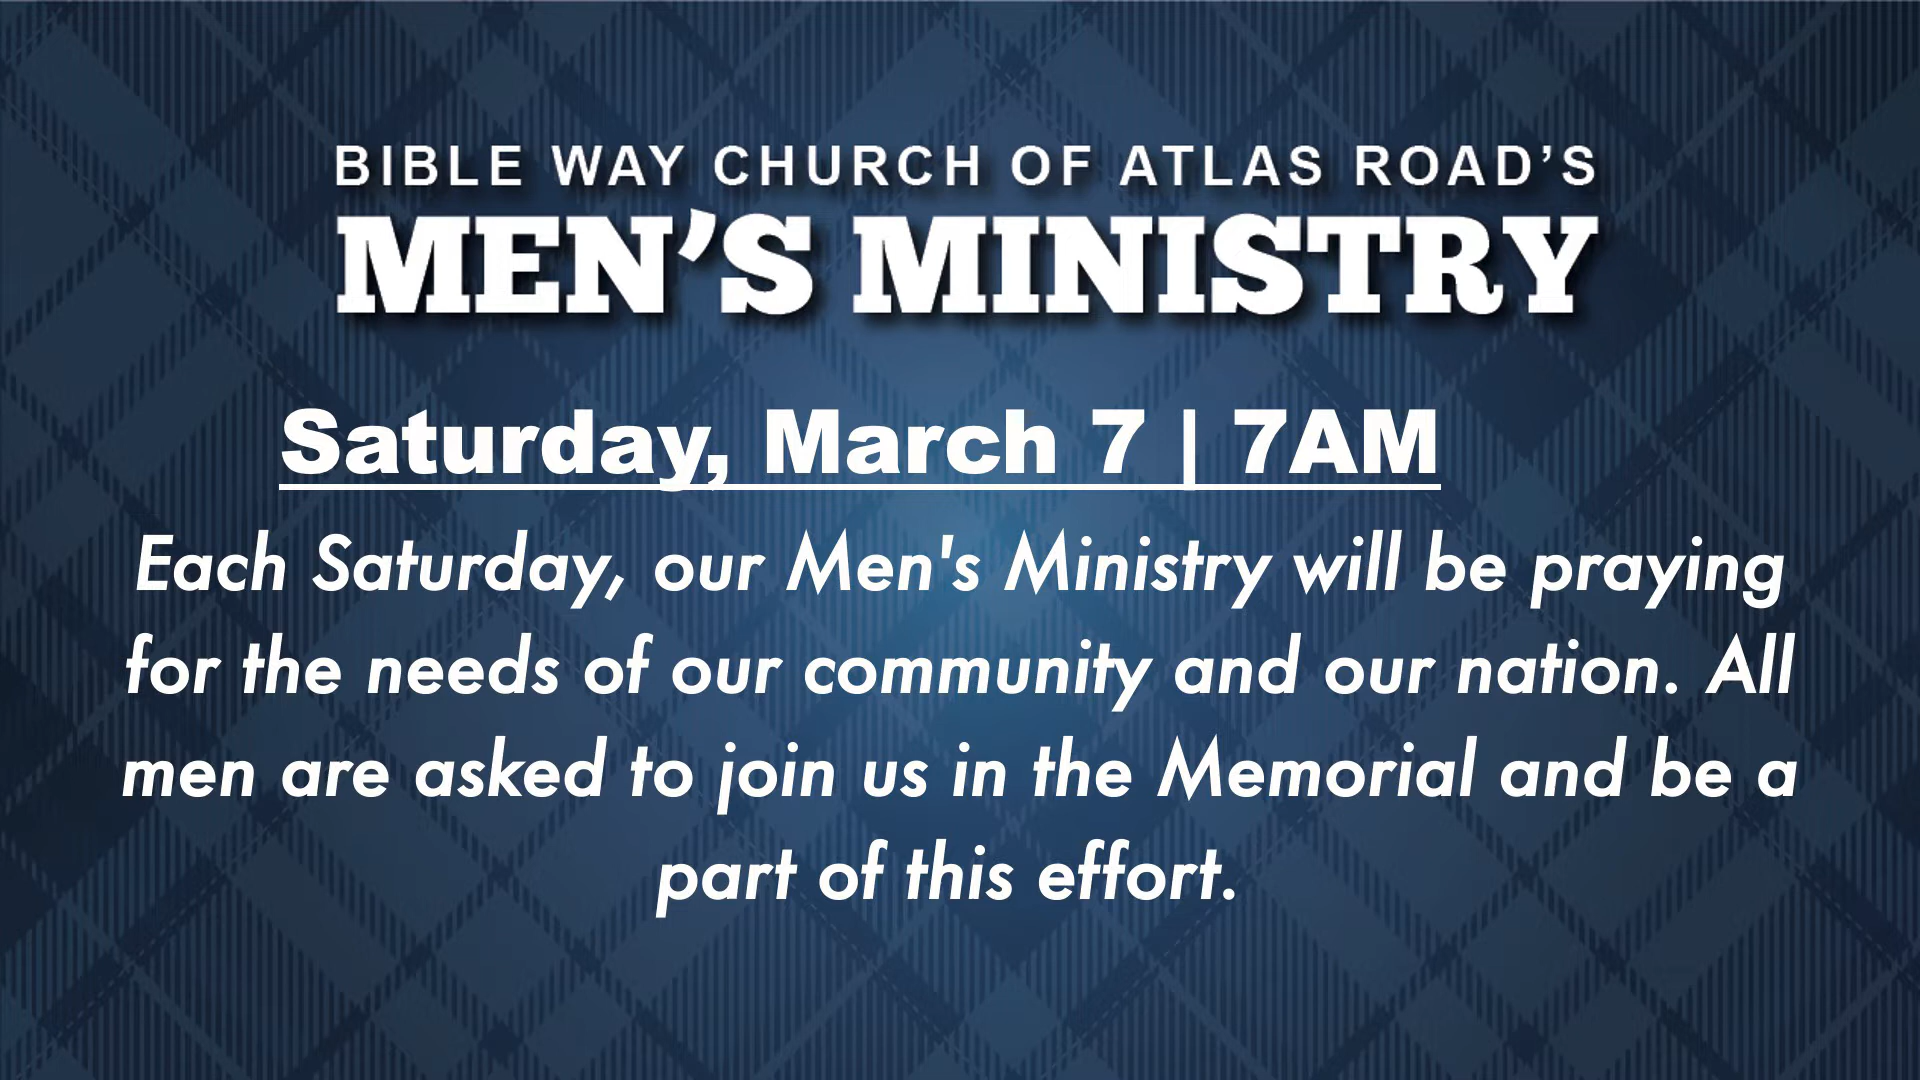 BIBLE WAY CHURCH OF ATLAS ROAD’S
MEN’S MINISTRY
Saturday, March 7 | 7AM
Each Saturday, our Men's Ministry will be praying
for the needs of our community and our nation. All
men are asked to join us in the Memorial and be a
part of this effort.